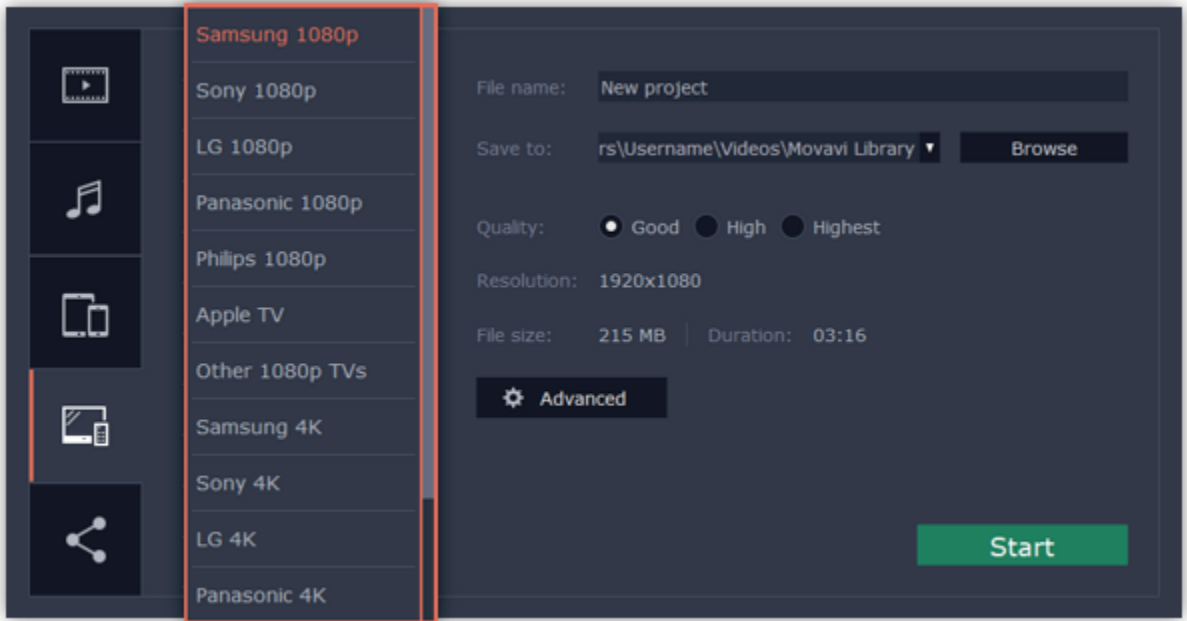 Samsung 1080p
Sony 1080p
LG 1080p
Panasonic 1080p
Philips 1080p
Apple TV
Other 1080p TVs
Samsung 4K
Sony 4K
LG 4K
Panasonic 4K
File name: New project
Save to: rs\Username\Videos\Movavi Library Browse
Quality: Good High Highest
Resolution: 1920x1080
File size: 215 MB Duration: 03:16
Advanced
Start